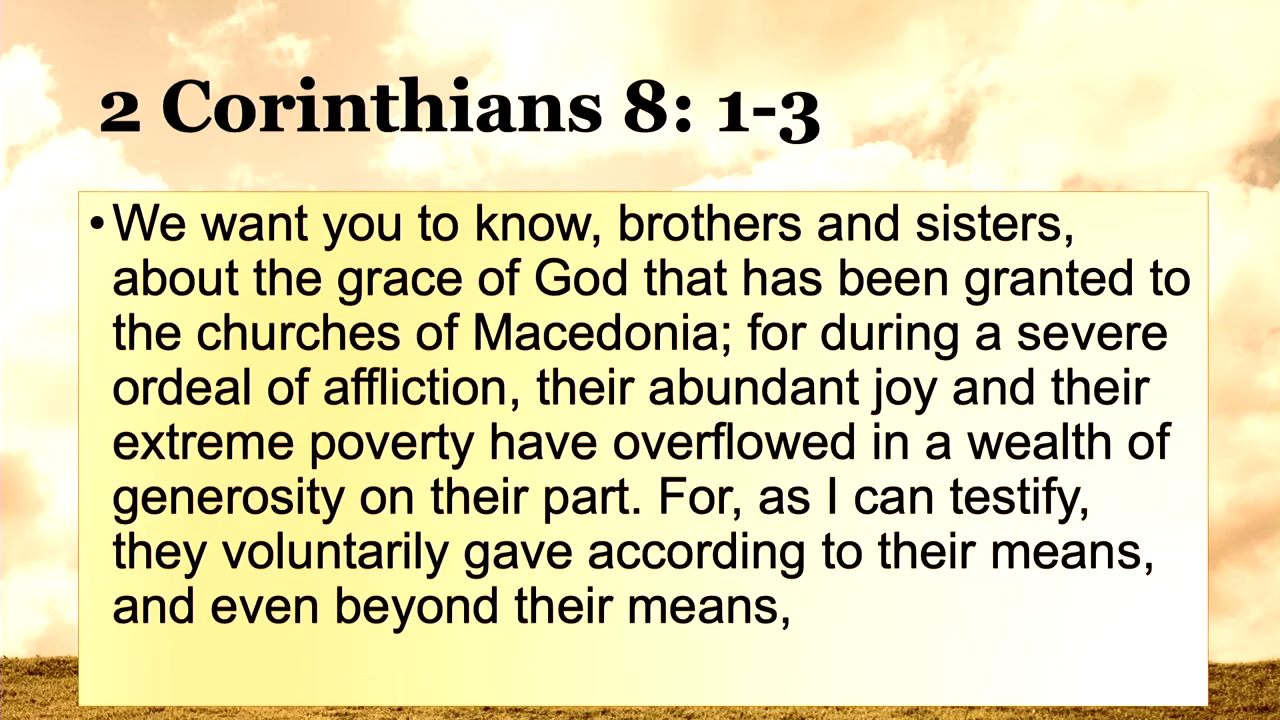 2 Corinthians 8: 1-3
•We want you to know, brothers and sisters,
about the grace of God that has been granted to
the churches of Macedonia; for during a severe
ordeal of affliction, their abundant joy and their
extreme poverty have overflowed in a wealth of
generosity on their part. For, as I can testify,
they voluntarily gave according to their means,
and even beyond their means,